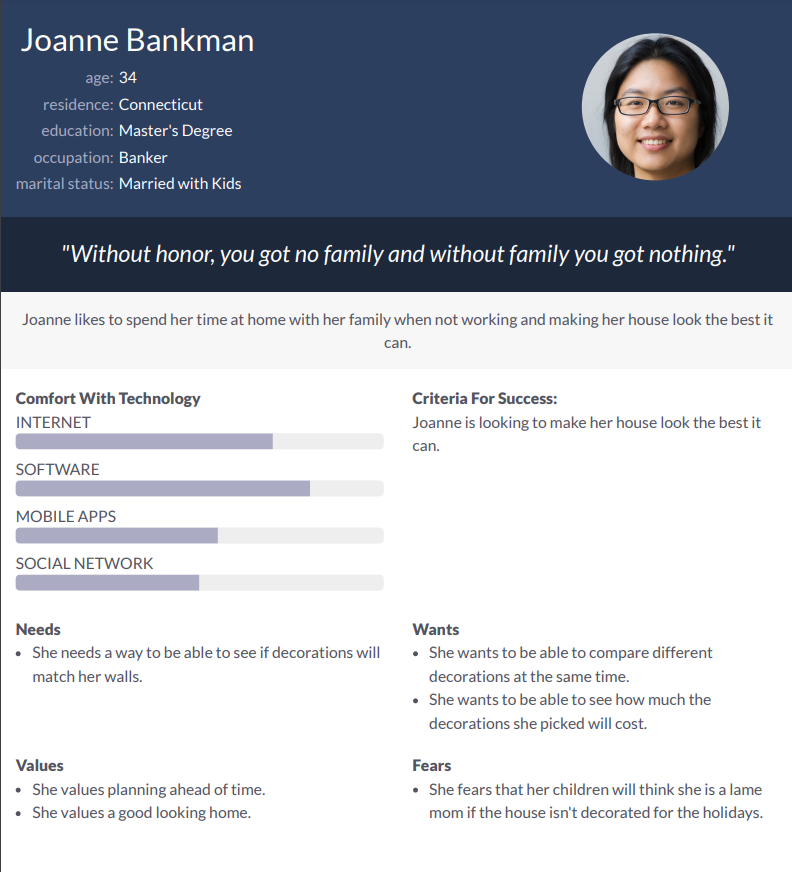 Joanne Bankman
age: 34
residence: Connecticut
education: Master's Degree
occupation: Banker
marital status: Married with Kids
"Without honor, you got no family and without family you got nothing."
Joanne likes to spend her time at home with her family when not working and making her house look the best it
can.
Comfort With Technology
INTERNET
SOFTWARE
MOBILE APPS
SOCIAL NETWORK
Criteria For Success:
Joanne is looking to make her house look the best it
can.
Needs
• She needs a way to be able to see if decorations will
match her walls.
Wants
• She wants to be able to compare different
decorations at the same time.
• She wants to be able to see how much the
decorations she picked will cost.
Values
• She values planning ahead of time.
• She values a good looking home.
Fears
• She fears that her children will think she is a lame
mom if the house isn't decorated for the holidays.